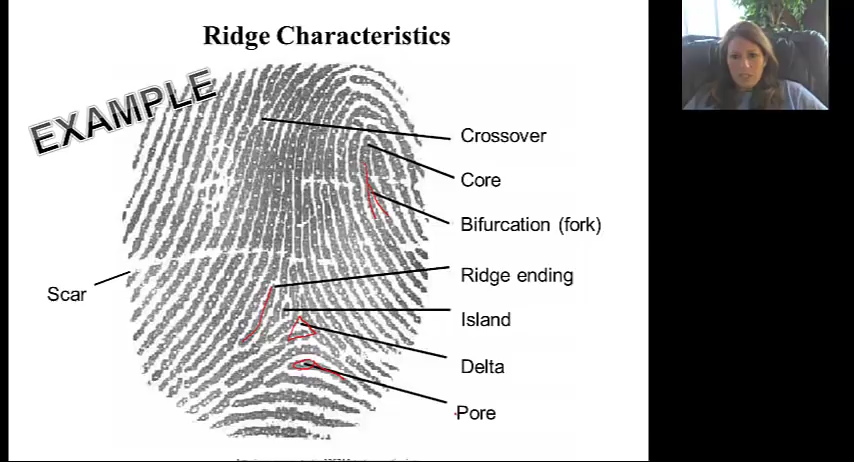 Ridge Characteristics
EXAMPLE
Crossover
Core
Bifurcation (fork)
Ridge ending
Scar
Island
Delta
Pore